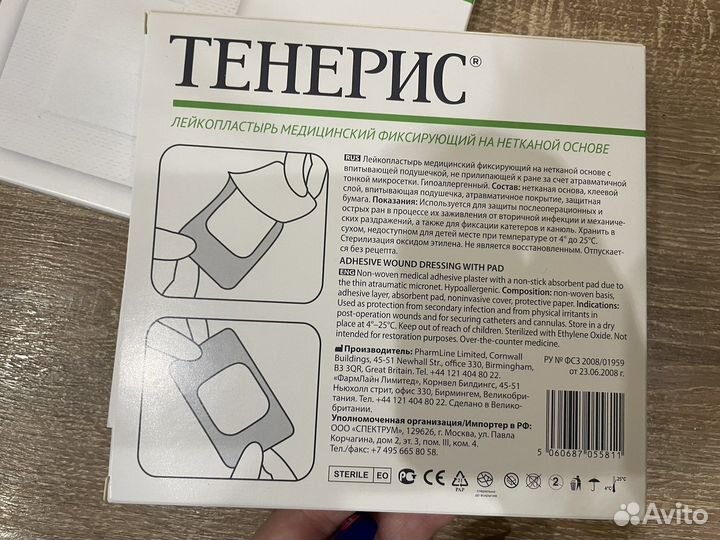 ТЕНЕРИС®
ЛЕЙКОПЛАСТЫРЬ МЕДИЦИНСКИЙ ФИКСИРУЮЩИЙ НА НЕТКАНОЙ ОСНОВЕ
RUS Лейкопластырь медицинский фиксирующий на нетканой основе с
впитывающей подушечкой, не прилипающей к ране за счет атравматичной
тонкой микросетки. Гипоаллергенный. Состав: нетканая основа, клеевой
слой, впитывающая подушечка, атравматичное покрытие, защитная
бумага. Показания: Используется для защиты послеоперационных и
острых ран в процессе их заживления от вторичной инфекции и механиче-
ских раздражений, а также для фиксации катетеров и канюль. Хранить в
сухом, недоступном для детей месте при температуре от 4° до 25°С.
Стерилизация оксидом этилена. Не является восстановленным. Отпускает-
ся без рецепта.
ADHESIVE WOUND DRESSING WITH PAD
ENG Non-woven medical adhesive plaster with a non-stick absorbent pad due to
the thin atraumatic micronet. Hypoallergenic. Composition: non-woven basis,
adhesive layer, absorbent pad, noninvasive cover, protective paper. Indications:
Used as protection from secondary infection and from physical irritants in
post-operation wounds and for securing catheters and cannulas. Store in a dry
place at 4°–25°C. Keep out of reach of children. Sterilized with Ethylene Oxide. Not
intended for restoration purposes. Over-the-counter medicine.
Производитель: PharmLine Limited, Cornwall
Buildings, 45-51 Newhall Str., office 330, Birmingham,
B3 3QR, Great Britain. Tel. +44 121 404 80 22.
«ФармЛайн Лимитед», Корнвел Билдингс, 45-51
Ньюхолл стрит, офис 330, Бирмингем, Великобри-
тания. Тел. +44 121 404 80 22. Сделано в Велико-
британии.
Уполномоченная организация/Импортер в РФ:
ООО «СПЕКТРУМ», 129626, г. Москва, ул. Павла
Корчагина, дом 2, эт. 3, пом. III, ком. 4.
Тел./факс: +7 495 665 80 58.
РУ № ФСЗ 2008/01959
от 23.06.2008 г.
5 060687 055811
STERILE EO
CE
21
PAP
стерильно
до вскрытия
2
4°C
25°C
Avito